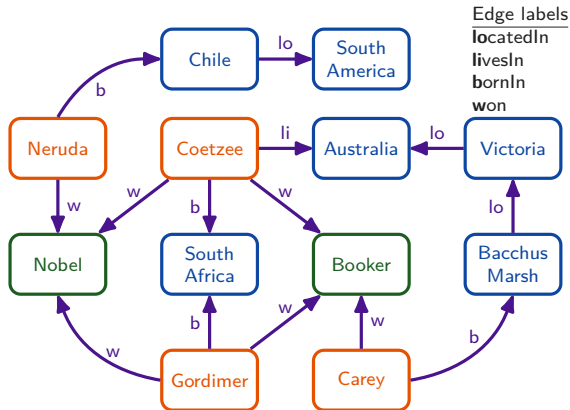 Edge labels
locatedIn
livesIn
bornIn
won
Chile
lo
South
America
b
Neruda
Coetzee
li
Australia
lo
Victoria
w
w
b
w
lo
Nobel
South
Africa
Booker
Bacchus
Marsh
w
b
w
w
b
Gordimer
Carey